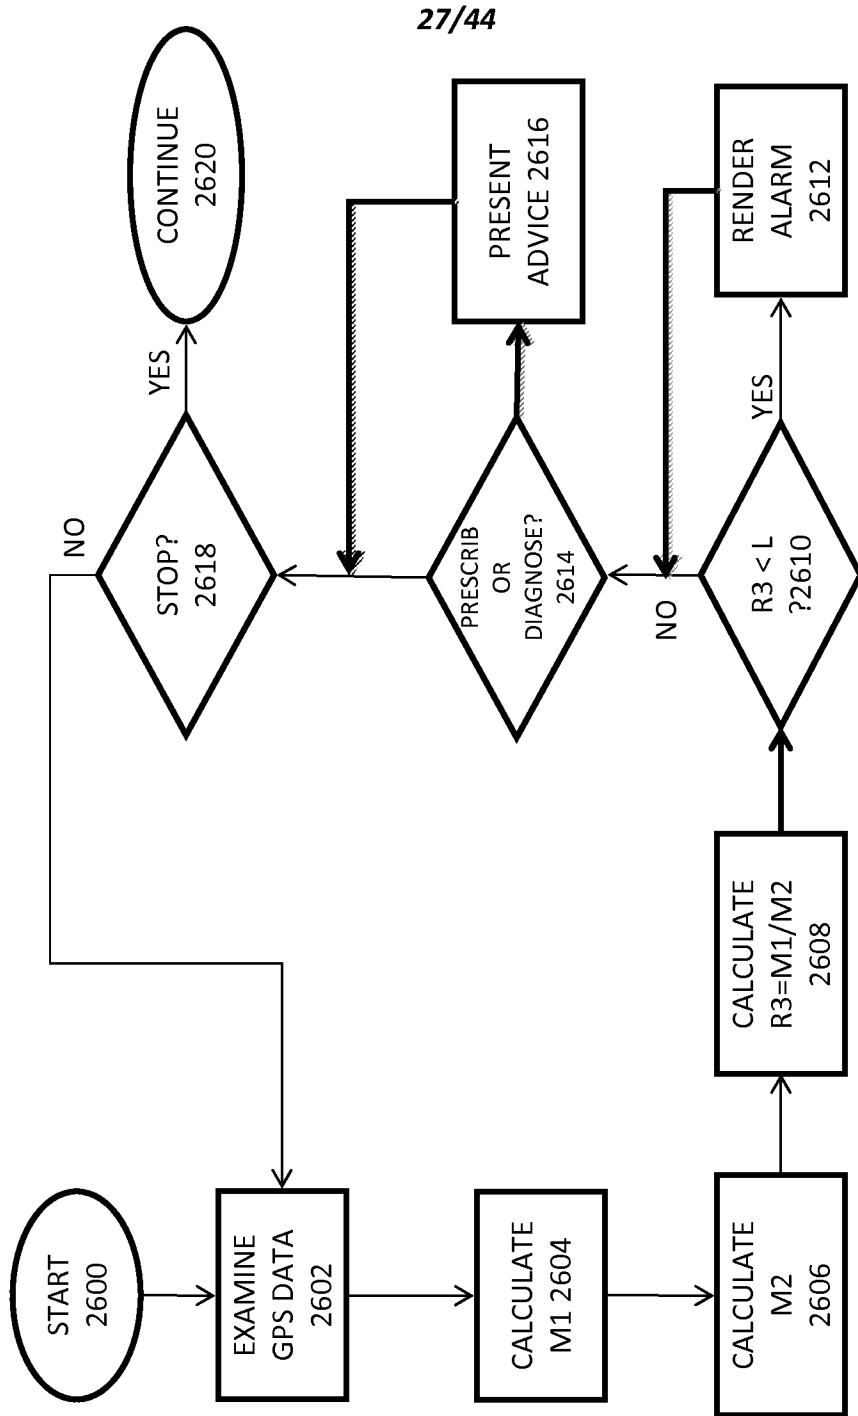 27/44
START
2600
EXAMINE
GPS DATA
2602
CALCULATE
M1 2604
CALCULATE
M2
2606
CALCULATE
R3=M1/M2
2608
R3 < L
?2610
YES
RENDER
ALARM
2612
NO
PRESCRIB
OR
DIAGNOSE?
2614
PRESENT
ADVICE 2616
STOP?
2618
NO
YES
CONTINUE
2620